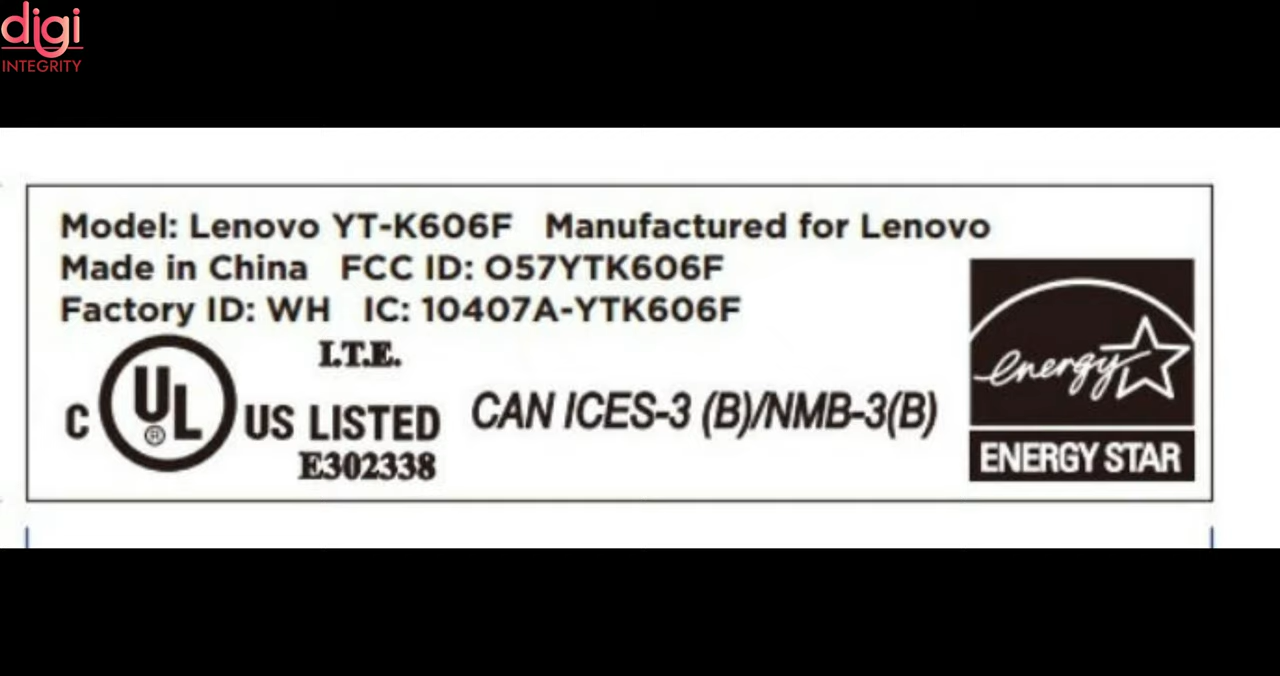 digi
INTEGRITY
Model: Lenovo YT-K606F Manufactured for Lenovo
Made in China FCC ID: O57YTK606F
Factory ID: WH IC: 10407A-YTK606F
I.T.E.
C UL ® US LISTED
E302338
CAN ICES-3 (B)/NMB-3(B)
energy
ENERGY STAR